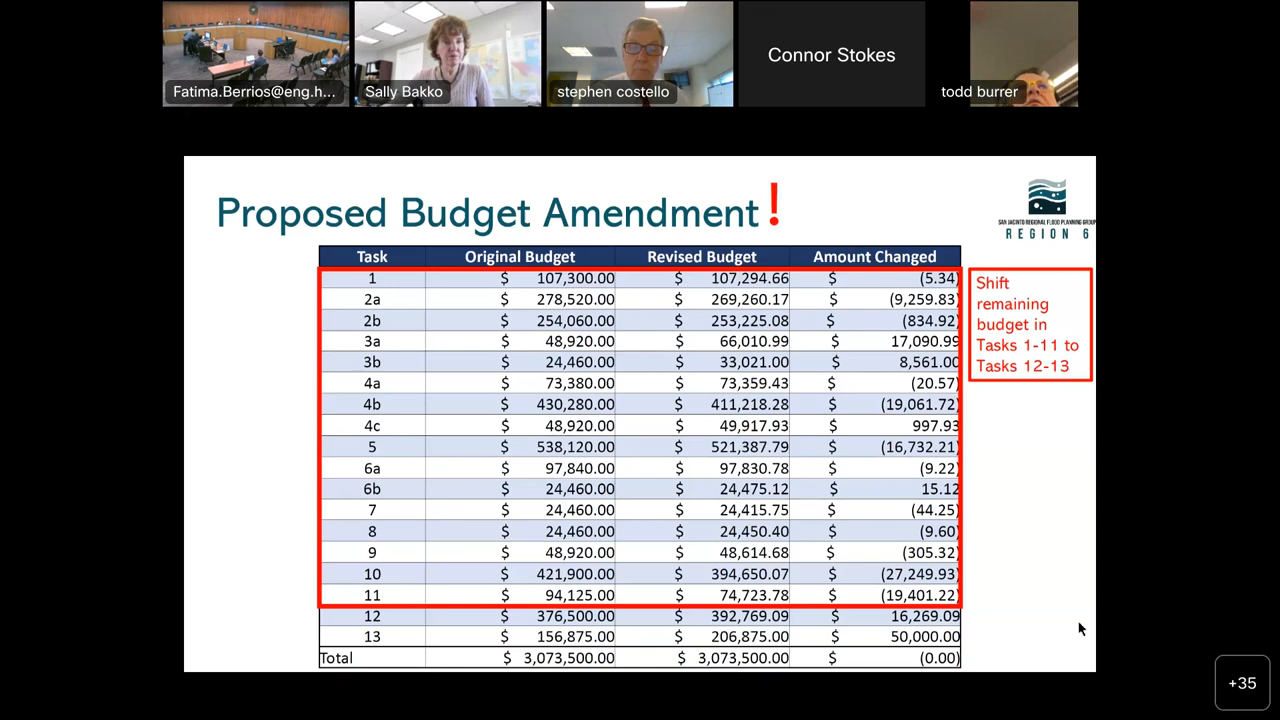 Fatima.Berrios@eng.h...
Sally Bakko
stephen costello
Connor Stokes
todd burrer
Proposed Budget Amendment!
SAN JACINTO REGIONAL FLOOD PLANNING GROUP
REGION 6
Task Original Budget Revised Budget Amount Changed
1 $ 107,300.00 $ 107,294.66 $ (5.34)
2a $ 278,520.00 $ 269,260.17 $ (9,259.83)
2b $ 254,060.00 $ 253,225.08 $ (834.92)
3a $ 48,920.00 $ 66,010.99 $ 17,090.99
3b $ 24,460.00 $ 33,021.00 $ 8,561.00
4a $ 73,380.00 $ 73,359.43 $ (20.57)
4b $ 430,280.00 $ 411,218.28 $ (19,061.72)
4c $ 48,920.00 $ 49,917.93 $ 997.93
5 $ 538,120.00 $ 521,387.79 $ (16,732.21)
6a $ 97,840.00 $ 97,830.78 $ (9.22)
6b $ 24,460.00 $ 24,475.12 $ 15.12
7 $ 24,460.00 $ 24,415.75 $ (44.25)
8 $ 24,460.00 $ 24,450.40 $ (9.60)
9 $ 48,920.00 $ 48,614.68 $ (305.32)
10 $ 421,900.00 $ 394,650.07 $ (27,249.93)
11 $ 94,125.00 $ 74,723.78 $ (19,401.22)
12 $ 376,500.00 $ 392,769.09 $ 16,269.09
13 $ 156,875.00 $ 206,875.00 $ 50,000.00
Total $ 3,073,500.00 $ 3,073,500.00 $ (0.00)
Shift
remaining
budget in
Tasks 1-11 to
Tasks 12-13
+35